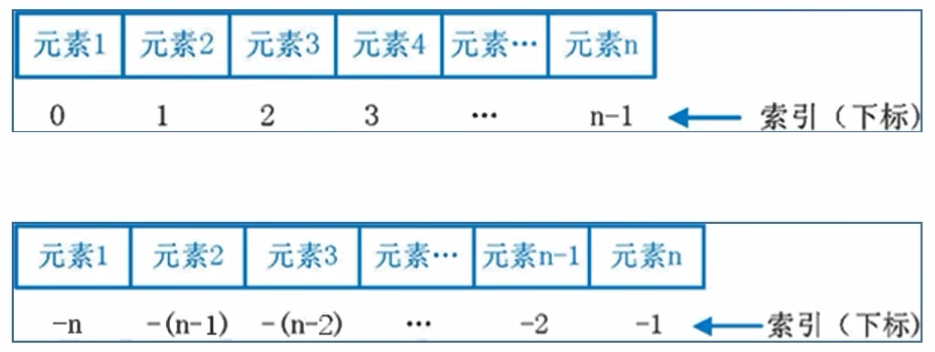 元素1 元素2 元素3 元素4 元素… 元素n
0 1 2 3 … n-1 索引（下标)
元素1 元素2 元素3 元素… 元素n-1 元素n
-n -(n-1) -(n-2) … -2 -1 索引（下标)